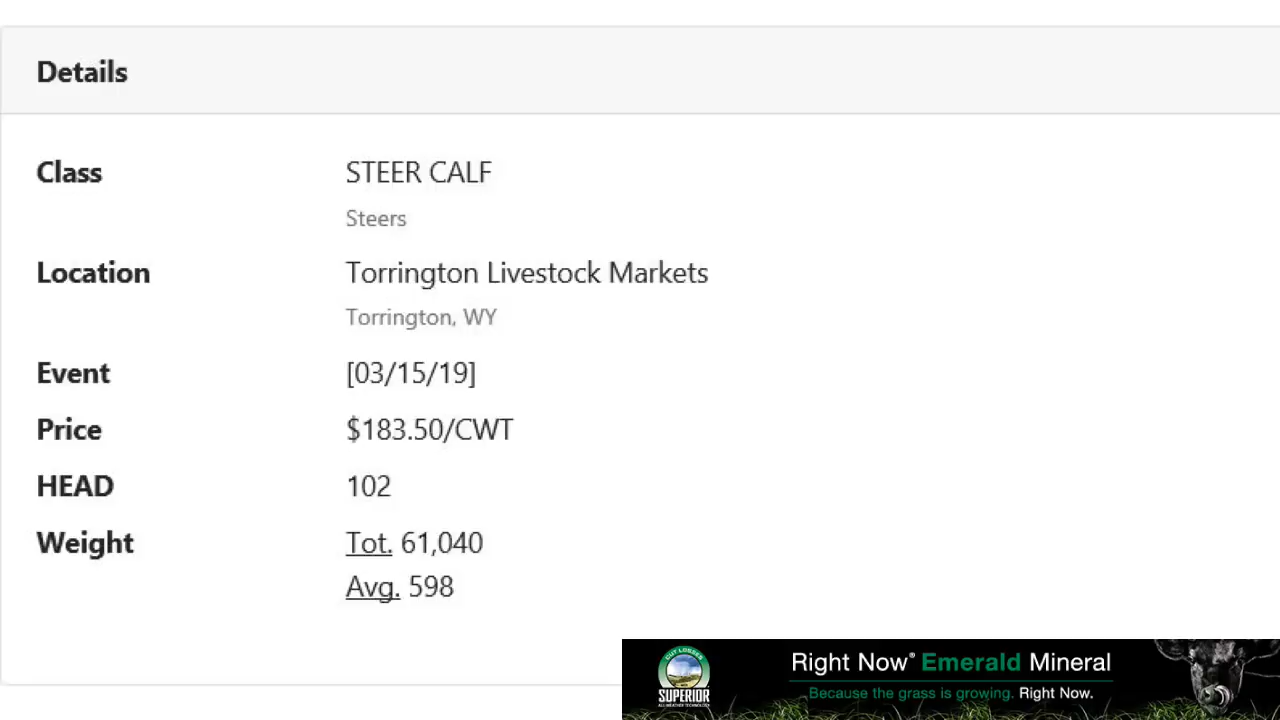 Details
Class STEER CALF
Steers
Location Torrington Livestock Markets
Torrington, WY
Event [03/15/19]
Price $183.50/CWT
HEAD 102
Weight Tot. 61,040
Avg. 598
CUT LOSSES
SUPERIOR
Right Now® Emerald Mineral
Because the grass is growing. Right Now.